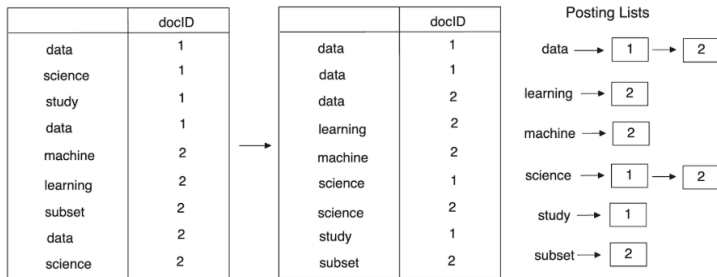 docID
data 1
science 1
study 1
data 1
machine 2
learning 2
subset 2
data 2
science 2
docID
data 1
data 1
data 2
learning 2
machine 2
science 1
science 2
study 1
subset 2
Posting Lists
data 1 2
learning 2
machine 2
science 1 2
study 1
subset 2